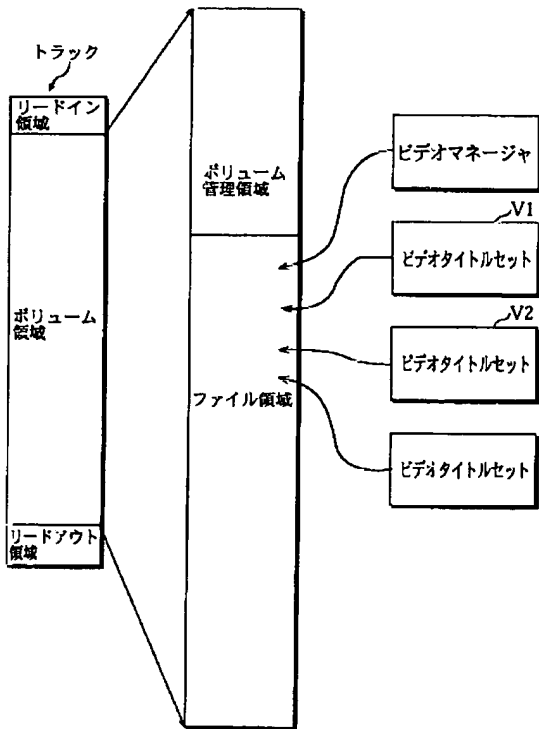 トラック
リードイン
領域
ボリューム
領域
リードアウト
領域
ボリューム
管理領域
ファイル領域
ビデオマネージャ
V1
ビデオタイトルセット
V2
ビデオタイトルセット
ビデオタイトルセット